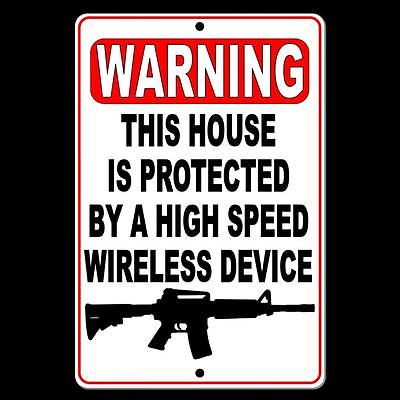 WARNING
THIS HOUSE
IS PROTECTED
BY A HIGH SPEED
WIRELESS DEVICE